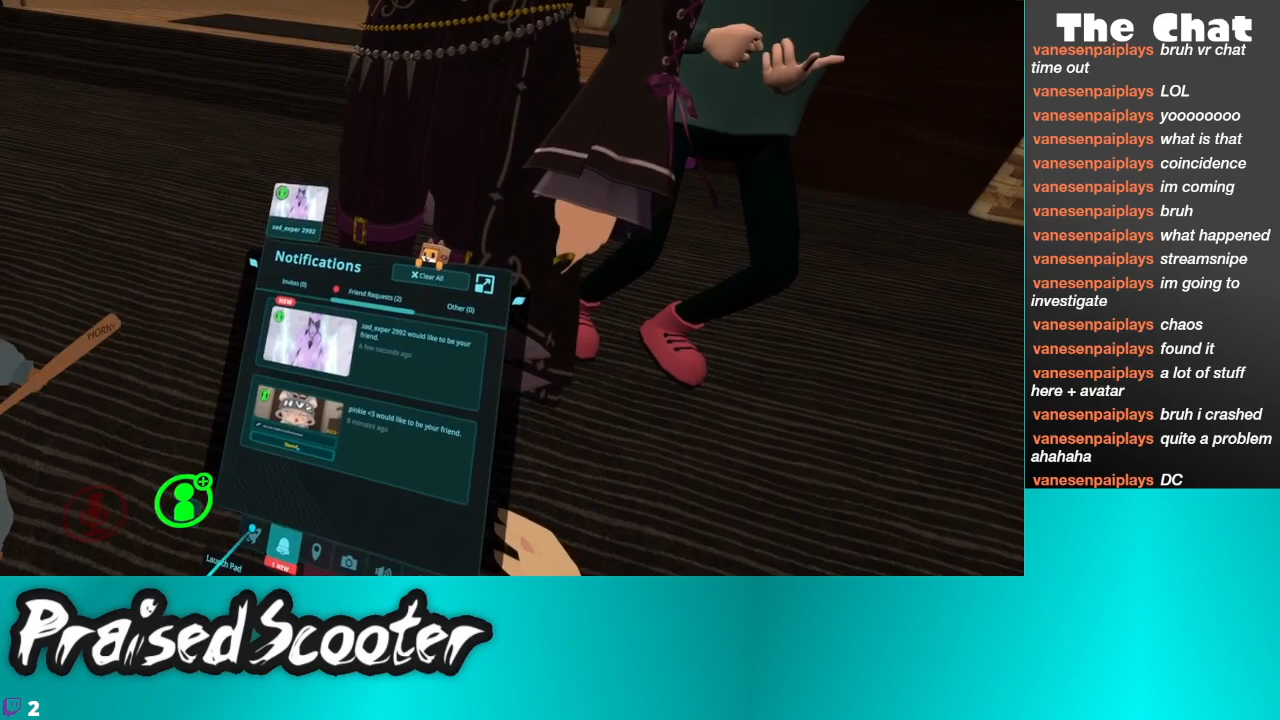 The Chat
vanesenpaiplays bruh vr chat
time out
vanesenpaiplays LOL
vanesenpaiplays yoooooooo
vanesenpaiplays what is that
vanesenpaiplays coincidence
vanesenpaiplays im coming
vanesenpaiplays bruh
vanesenpaiplays what happened
vanesenpaiplays streamsnipe
vanesenpaiplays im going to
investigate
vanesenpaiplays chaos
vanesenpaiplays found it
vanesenpaiplays a lot of stuff
here + avatar
vanesenpaiplays bruh i crashed
vanesenpaiplays quite a problem
ahahaha
vanesenpaiplays DC
zad_exper 2992
Notifications
Clear All
Invites (0)
Friend Requests (2)
Other (0)
NEW
zad_exper 2992 would like to be your
friend.
A few seconds ago
pinkie <3 would like to be your friend.
6 minutes ago
HORNY
Launch Pad
1 NEW
PraisedScooter
2